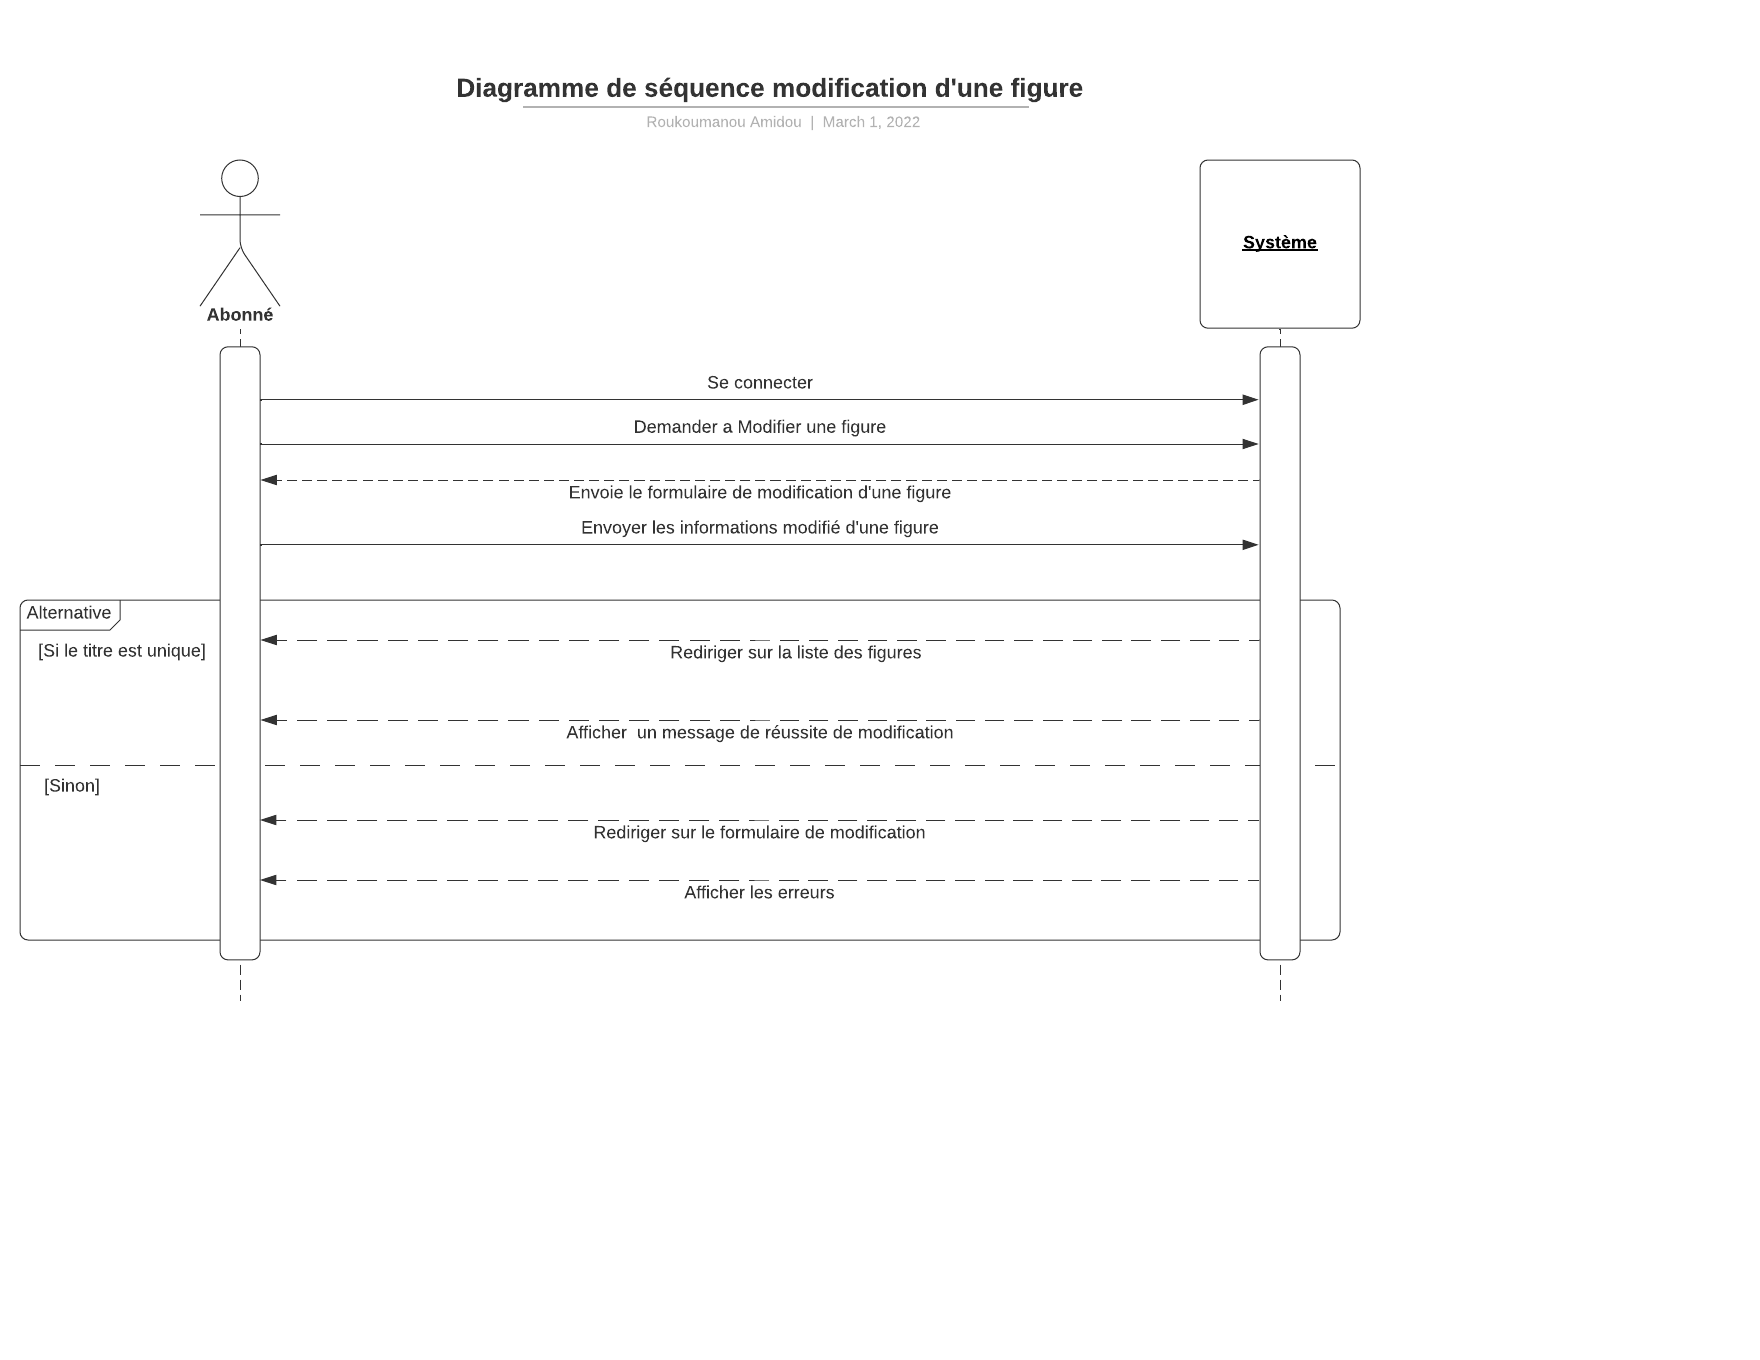 Diagramme de séquence modification d'une figure
Roukoumanou Amidou | March 1, 2022
Abonné
Système
Se connecter
Demander a Modifier une figure
Envoie le formulaire de modification d'une figure
Envoyer les informations modifié d'une figure
Alternative
[Si le titre est unique]
Rediriger sur la liste des figures
Afficher  un message de réussite de modification
[Sinon]
Rediriger sur le formulaire de modification
Afficher les erreurs